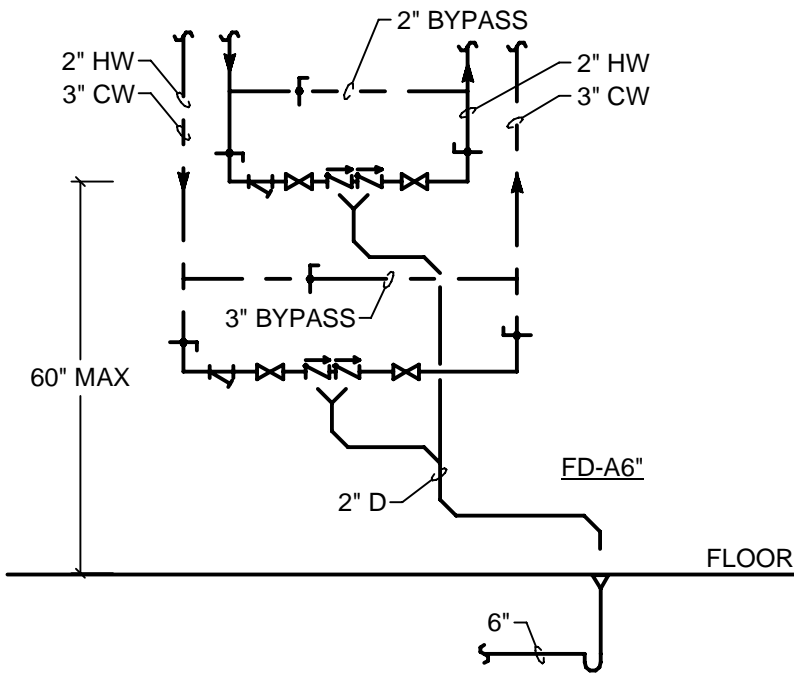 2" BYPASS
2" HW
3" CW
2" HW
3" CW
3" BYPASS
60" MAX
FD-A6"
2" D
FLOOR
6"